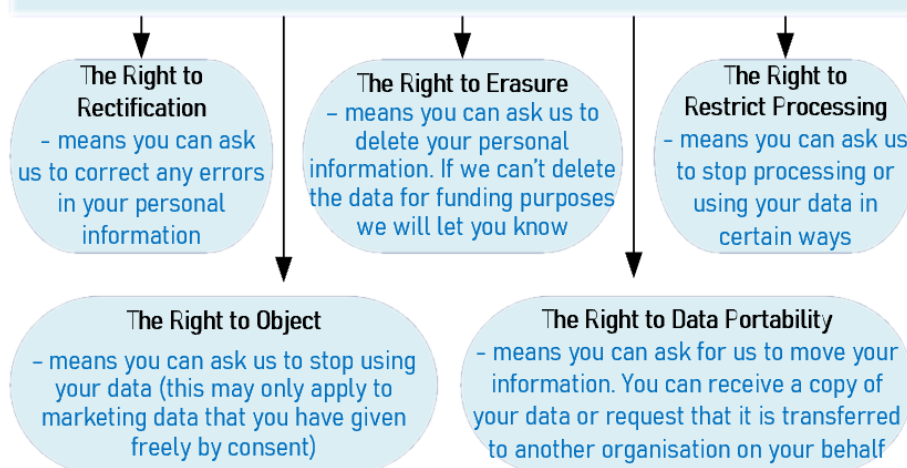 The Right to
Rectification
– means you can ask
us to correct any errors
in your personal
information
The Right to Erasure
– means you can ask us to
delete your personal
information. If we can't delete
the data for funding purposes
we will let you know
The Right to
Restrict Processing
– means you can ask us
to stop processing or
using your data in
certain ways
The Right to Object
– means you can ask us to stop using
your data (this may only apply to
marketing data that you have given
freely by consent)
The Right to Data Portability
– means you can ask for us to move your
information. You can receive a copy of
your data or request that it is transferred
to another organisation on your behalf